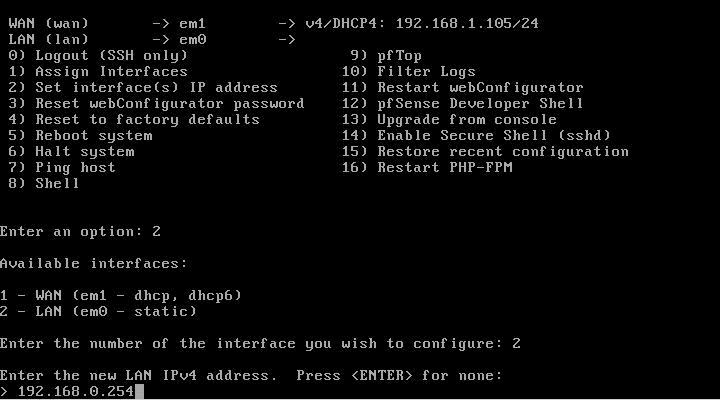 WAN (wan)       -> em1        -> v4/DHCP4: 192.168.1.105/24
LAN (lan)       -> em0        ->
0) Logout (SSH only)                  9) pfTop
1) Assign Interfaces                 10) Filter Logs
2) Set interface(s) IP address       11) Restart webConfigurator
3) Reset webConfigurator password    12) pfSense Developer Shell
4) Reset to factory defaults         13) Upgrade from console
5) Reboot system                     14) Enable Secure Shell (sshd)
6) Halt system                       15) Restore recent configuration
7) Ping host                         16) Restart PHP-FPM
8) Shell
Enter an option: 2
Available interfaces:
1 - WAN (em1 - dhcp, dhcp6)
2 - LAN (em0 - static)
Enter the number of the interface you wish to configure: 2
Enter the new LAN IPv4 address.  Press <ENTER> for none:
> 192.168.0.254